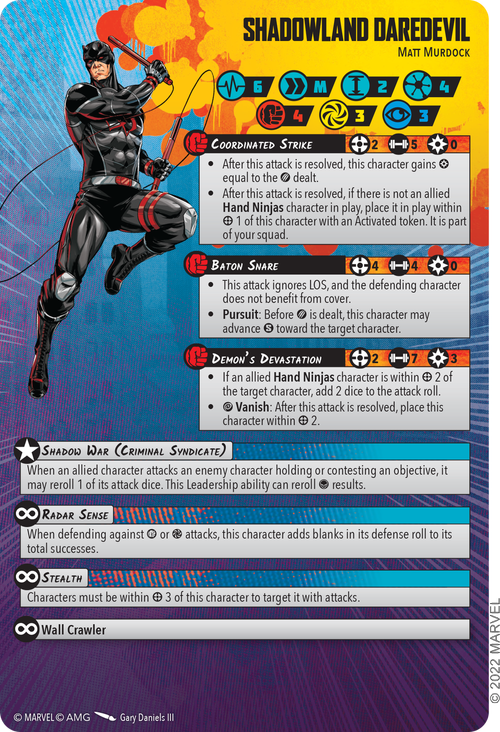 SHADOWLAND DAREDEVIL
MATT MURDOCK
6 M 2 4
4 3 3
COORDINATED STRIKE 2 5 0
• After this attack is resolved, this character gains
equal to the dealt.
• After this attack is resolved, if there is not an allied
Hand Ninjas character in play, place it in play within
1 of this character with an Activated token. It is part
of your squad.
BATON SNARE 4 4 0
• This attack ignores LOS, and the defending character
does not benefit from cover.
• Pursuit: Before is dealt, this character may
advance S toward the target character.
DEMON'S DEVASTATION 2 7 3
• If an allied Hand Ninjas character is within 2 of
the target character, add 2 dice to the attack roll.
• Vanish: After this attack is resolved, place this
character within 2.
SHADOW WAR (CRIMINAL SYNDICATE)
When an allied character attacks an enemy character holding or contesting an objective, it
may reroll 1 of its attack dice. This Leadership ability can reroll results.
RADAR SENSE
When defending against or attacks, this character adds blanks in its defense roll to its
total successes.
STEALTH
Characters must be within 3 of this character to target it with attacks.
Wall Crawler
© MARVEL © AMG Gary Daniels III
© 2022 MARVEL